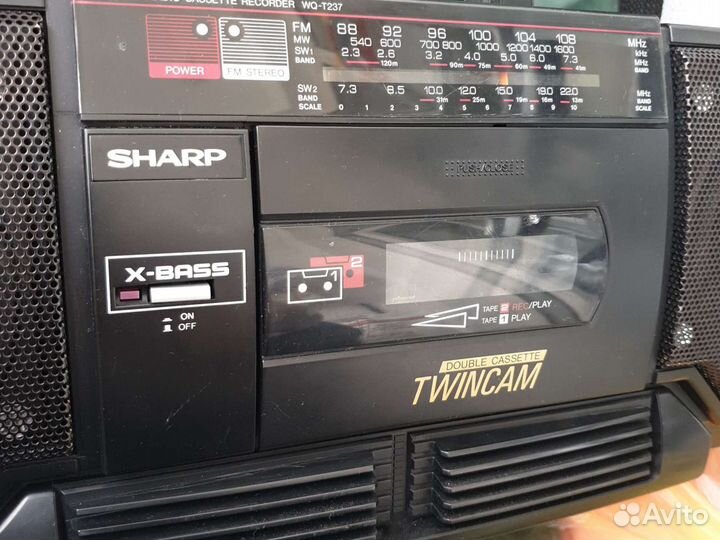 CASSETTE RECORDER WQ-T237
FM 88 92 96 100 104 108 MHz
MW 540 600 700 800 1000 1200 1400 1600 kHz
SW1 2.3 2.6 3.2 4.0 5.0 6.0 7.3 MHz
BAND 120m 90m 75m 60m 49m 41m BAND
POWER FM STEREO
SW2 7.3 8.5 10.0 12.0 15.0 19.0 22.0 MHz
BAND 31m 25m 19m 16m 13m BAND
SCALE 0 1 2 3 4 5 6 7 8 9 10 SCALE
SHARP
PUSH/CLOSE
X-BASS
ON
OFF
2
1
TAPE 2 REC/PLAY
TAPE 1 PLAY
DOUBLE CASSETTE
TWINCAM
Avito